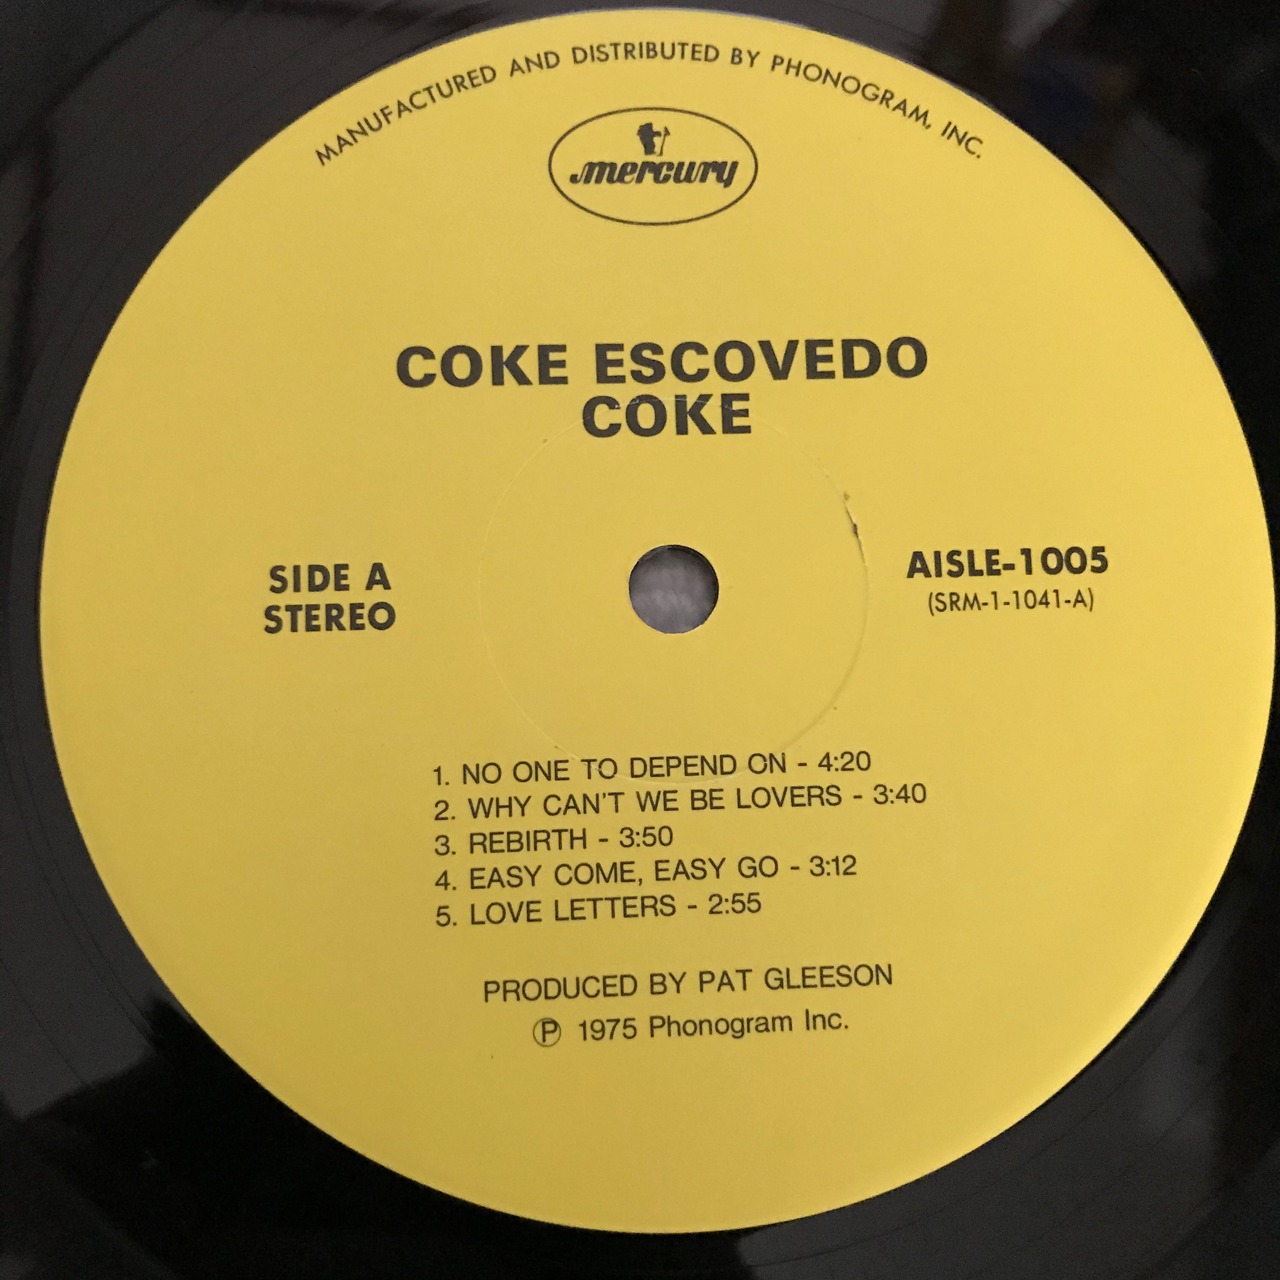 MANUFACTURED AND DISTRIBUTED BY PHONOGRAM, INC.
mercury
COKE ESCOVEDO
COKE
SIDE A
STEREO
AISLE-1005
(SRM-1-1041-A)
1. NO ONE TO DEPEND ON - 4:20
2. WHY CAN'T WE BE LOVERS - 3:40
3. REBIRTH - 3:50
4. EASY COME, EASY GO - 3:12
5. LOVE LETTERS - 2:55
PRODUCED BY PAT GLEESON
Ⓟ 1975 Phonogram Inc.